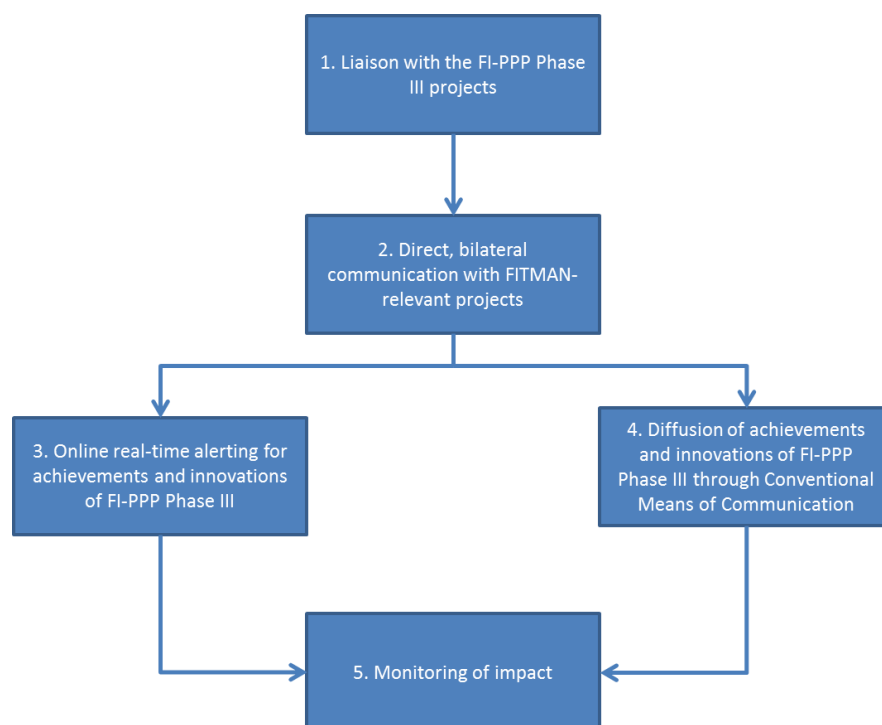 1. Liaison with the FI-PPP Phase
III projects
2. Direct, bilateral
communication with FITMAN-
relevant projects
3. Online real-time alerting for
achievements and innovations
of FI-PPP Phase III
4. Diffusion of achievements
and innovations of FI-PPP
Phase III through Conventional
Means of Communication
5. Monitoring of impact